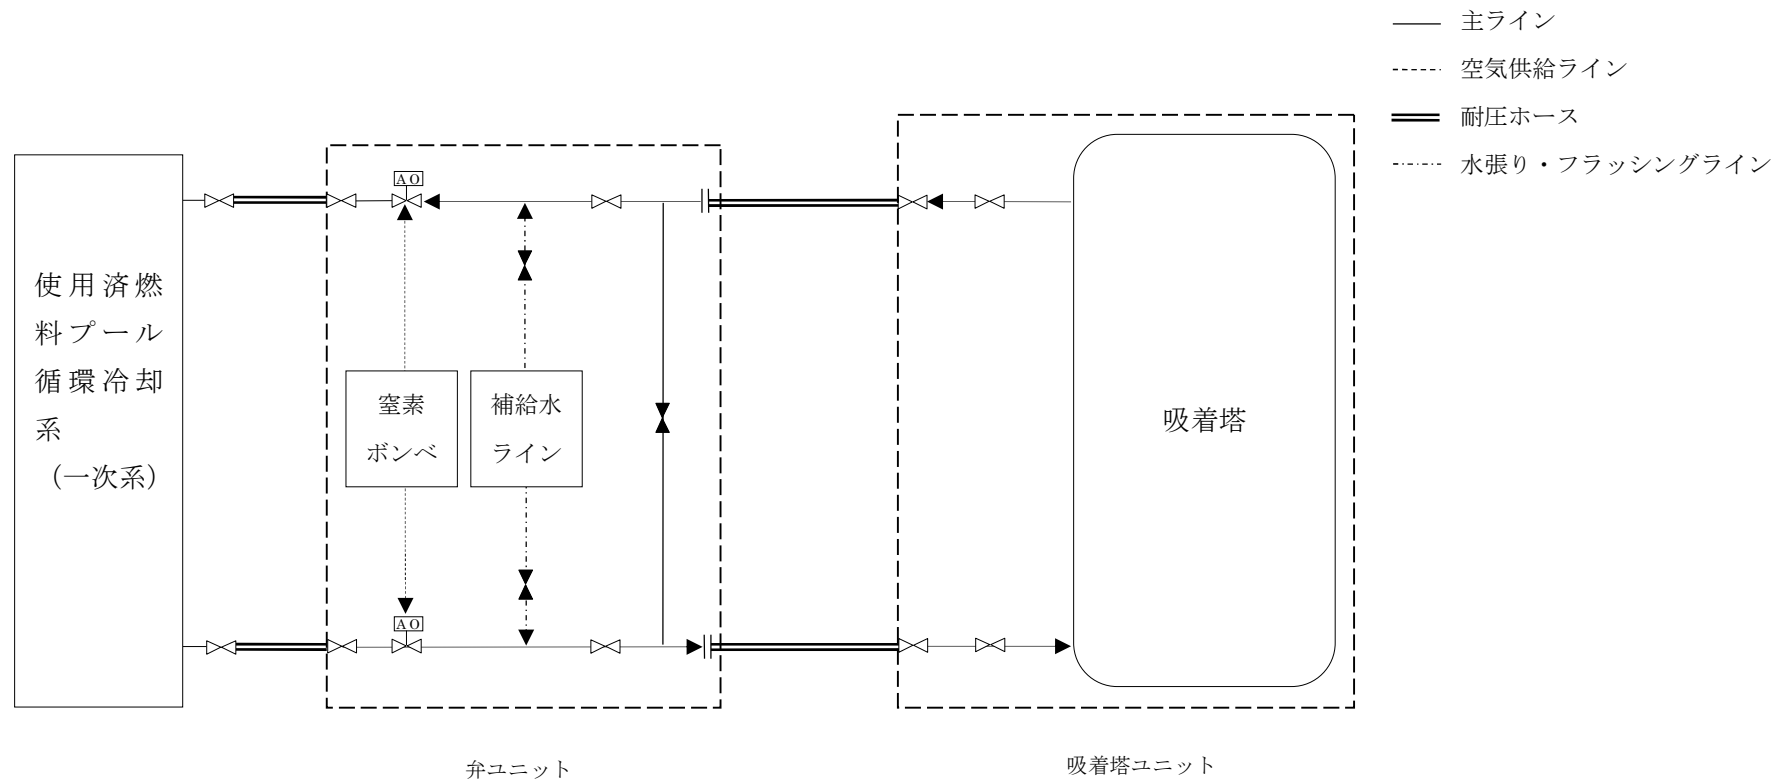 主ライン
空気供給ライン
耐圧ホース
水張り・フラッシングライン
AO
使用済燃
料プール
循環冷却
系
（一次系）
窒素
ボンベ
補給水
ライン
吸着塔
AO
弁ユニット
吸着塔ユニット